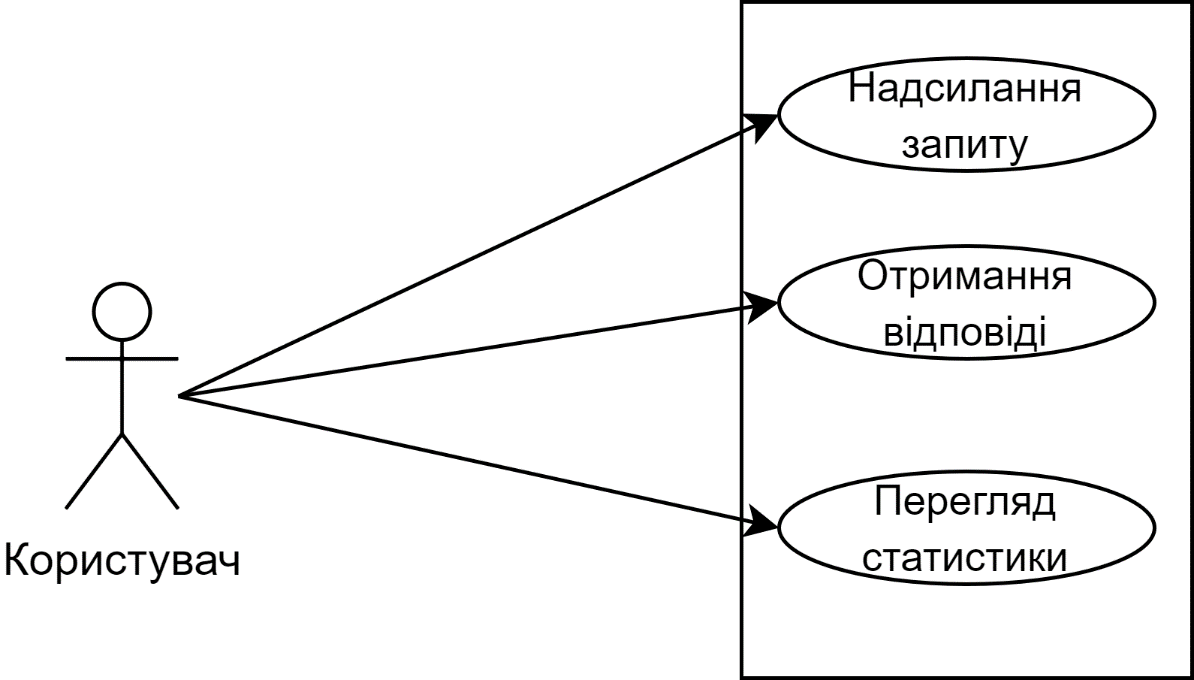 Надсилання
запиту
Отримання
відповіді
Перегляд
статистики
Користувач